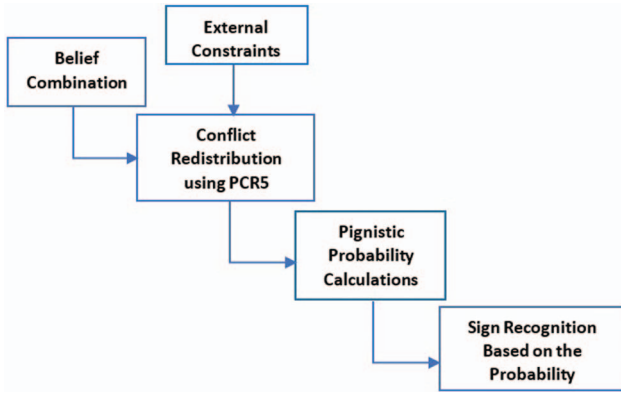 External
Constraints
Belief
Combination
Conflict
Redistribution
using PCR5
Pignistic
Probability
Calculations
Sign Recognition
Based on the
Probability